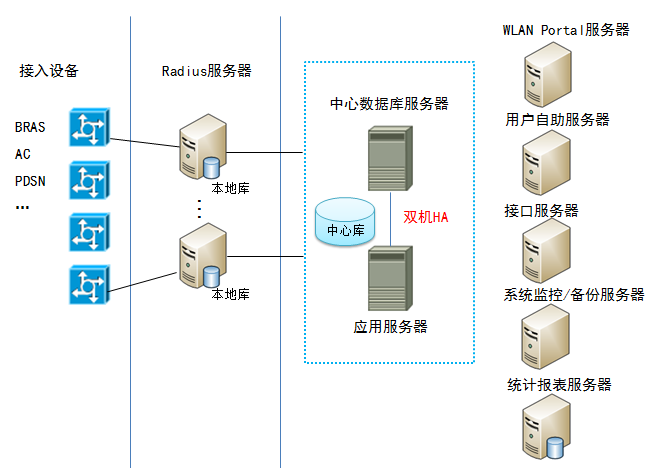 WLAN Portal服务器
接入设备
Radius服务器
中心数据库服务器
用户自助服务器
BRAS
AC
PDSN
...
本地库
接口服务器
双机HA
中心库
本地库
系统监控/备份服务器
应用服务器
统计报表服务器